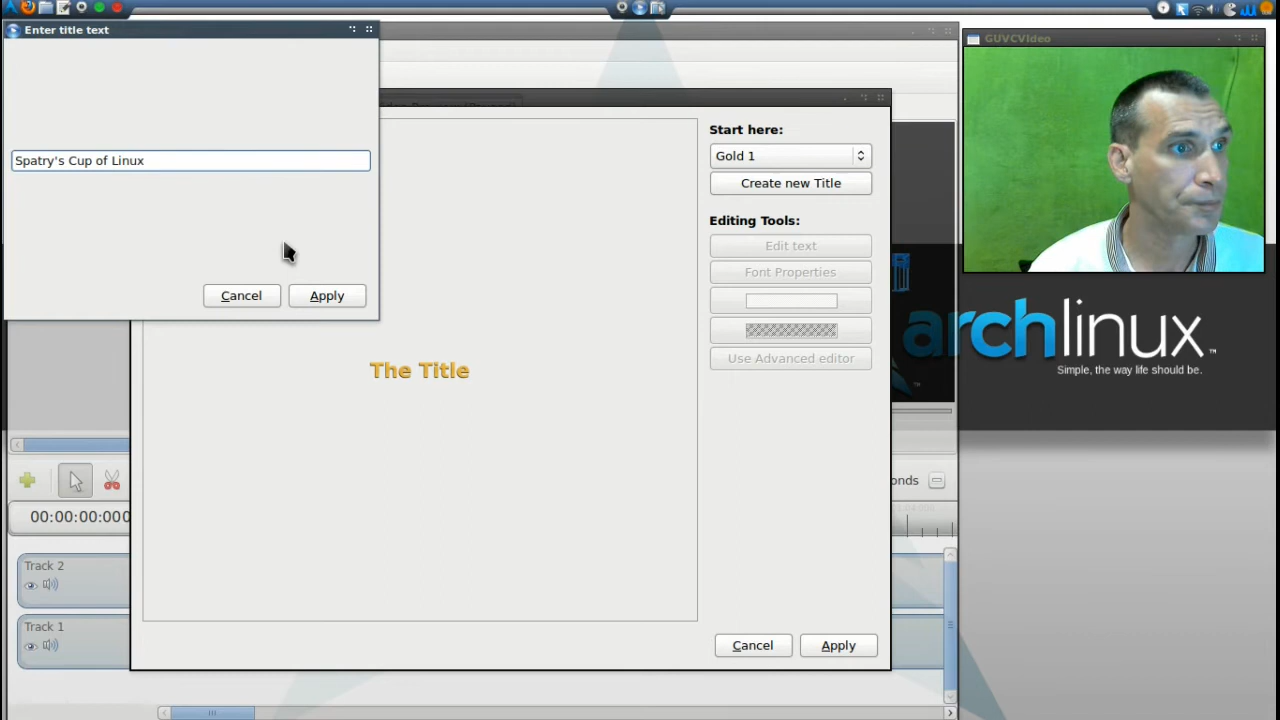 Enter title text
GUVCVideo
Start here:
Spatry's Cup of Linux
Gold 1
Create new Title
Editing Tools:
Edit text
Font Properties
Cancel
Apply
archlinux™
Simple, the way life should be.
Use Advanced editor
The Title
onds
00:00:00:000
Track 2
Track 1
Cancel
Apply